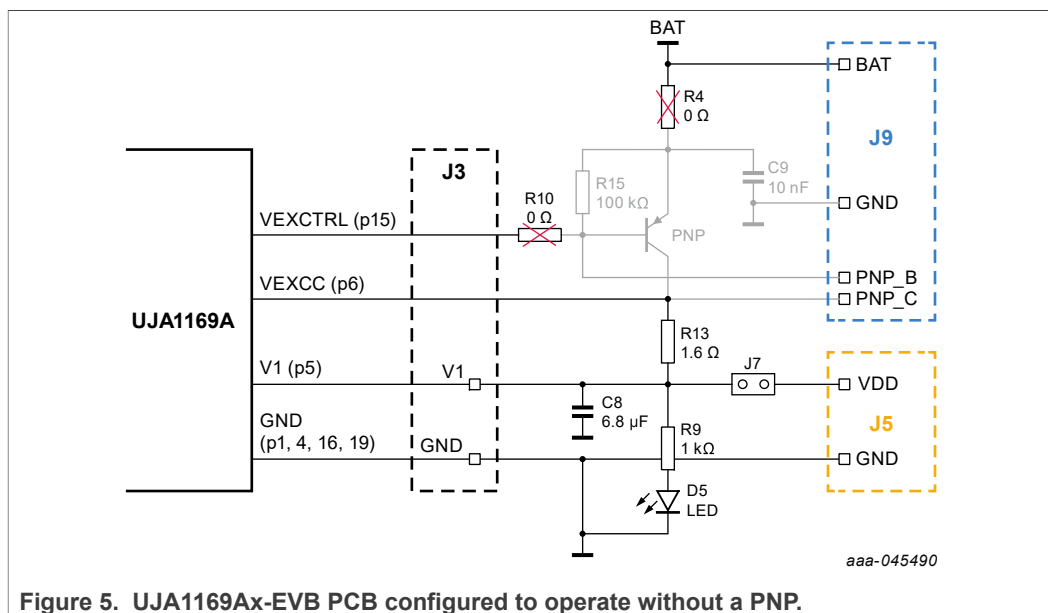 BAT
BAT
R4
0 Ω
J9
J3
C9
10 nF
R15
100 kΩ
R10
0 Ω
GND
VEXCTRL (p15)
PNP
PNP_B
VEXCC (p6)
PNP_C
UJA1169A
R13
1.6 Ω
J7
V1 (p5)
V1
VDD
C8
6.8 µF
J5
GND
(p1, 4, 16, 19)
GND
R9
1 kΩ
GND
D5
LED
aaa-045490
Figure 5. UJA1169Ax-EVB PCB configured to operate without a PNP.